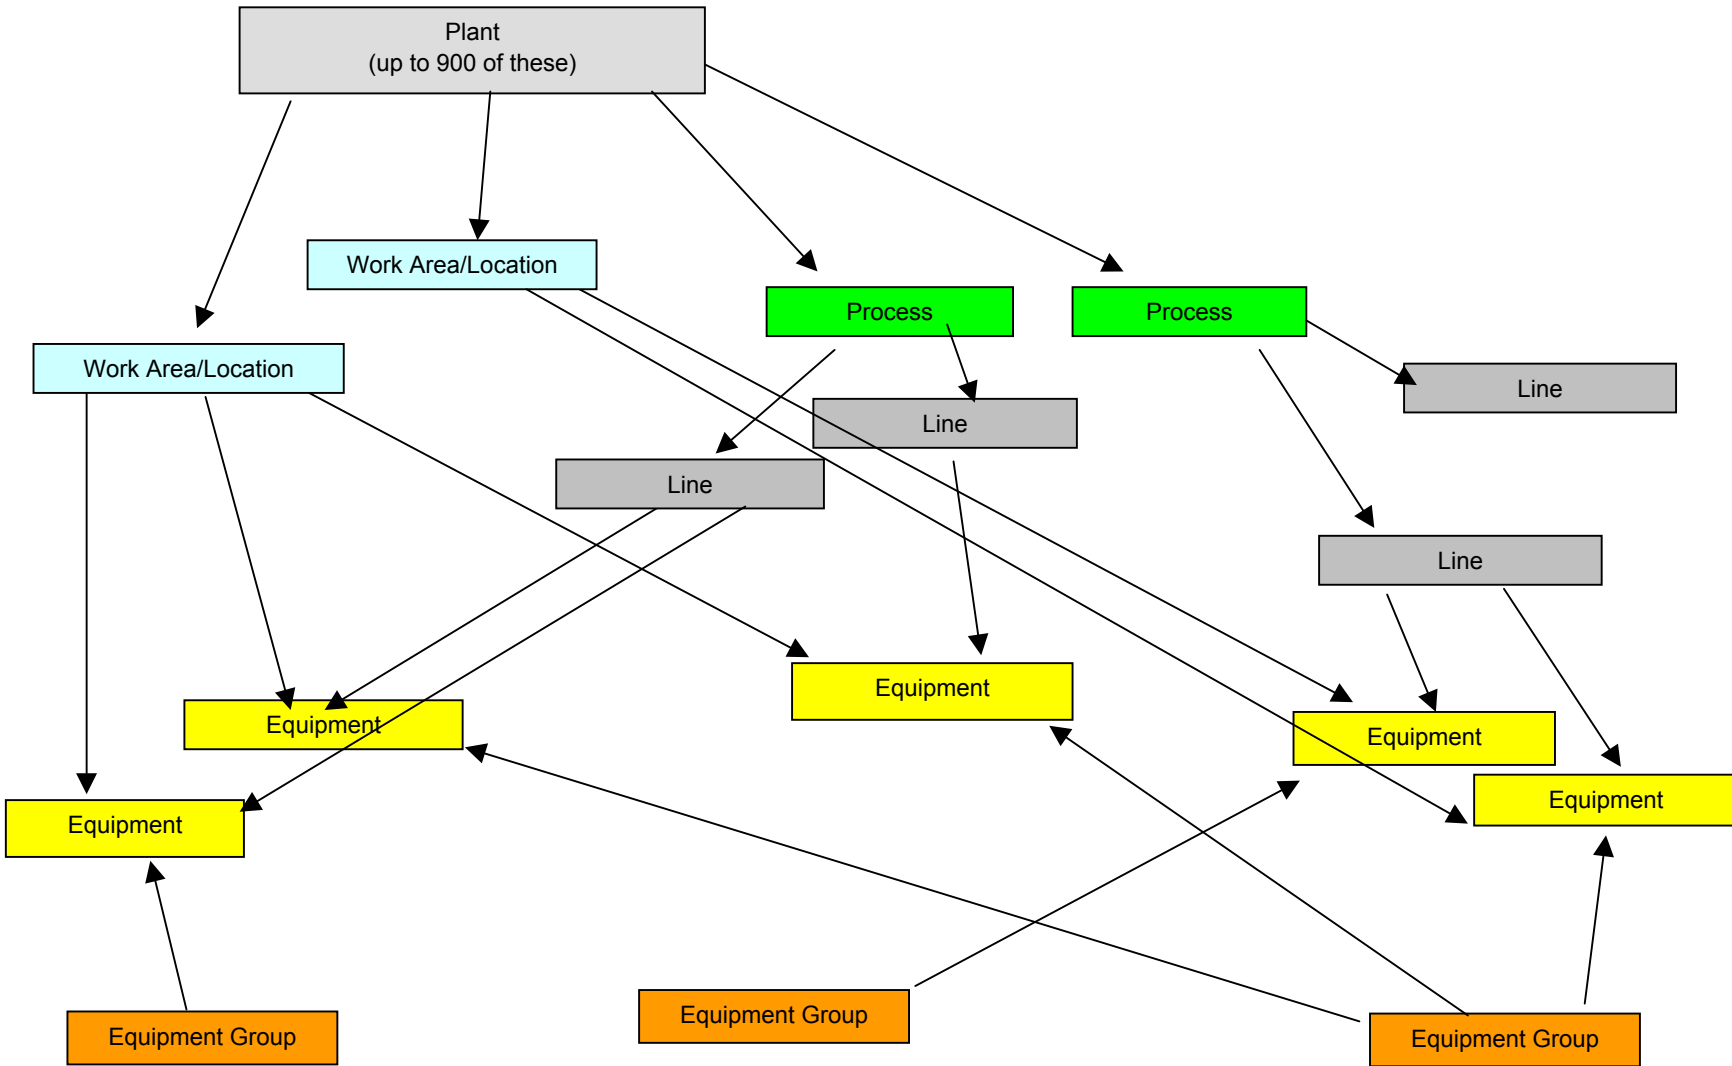 Plant
(up to 900 of these)
Work Area/Location
Process
Process
Work Area/Location
Line
Line
Line
Line
Equipment
Equipment
Equipment
Equipment
Equipment
Equipment Group
Equipment Group
Equipment Group